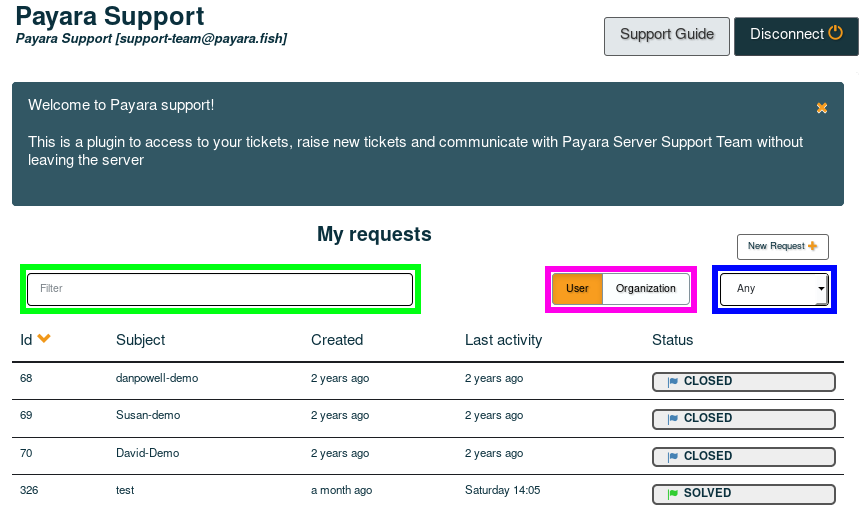 Payara Support
Payara Support [support-team@payara.fish]
Support Guide
Disconnect
Welcome to Payara support!
This is a plugin to access to your tickets, raise new tickets and communicate with Payara Server Support Team without
leaving the server
My requests
New Request
Filter
User Organization
Any
Id Subject Created Last activity Status
68 danpowell-demo 2 years ago 2 years ago CLOSED
69 Susan-demo 2 years ago 2 years ago CLOSED
70 David-Demo 2 years ago 2 years ago CLOSED
326 test a month ago Saturday 14:05 SOLVED